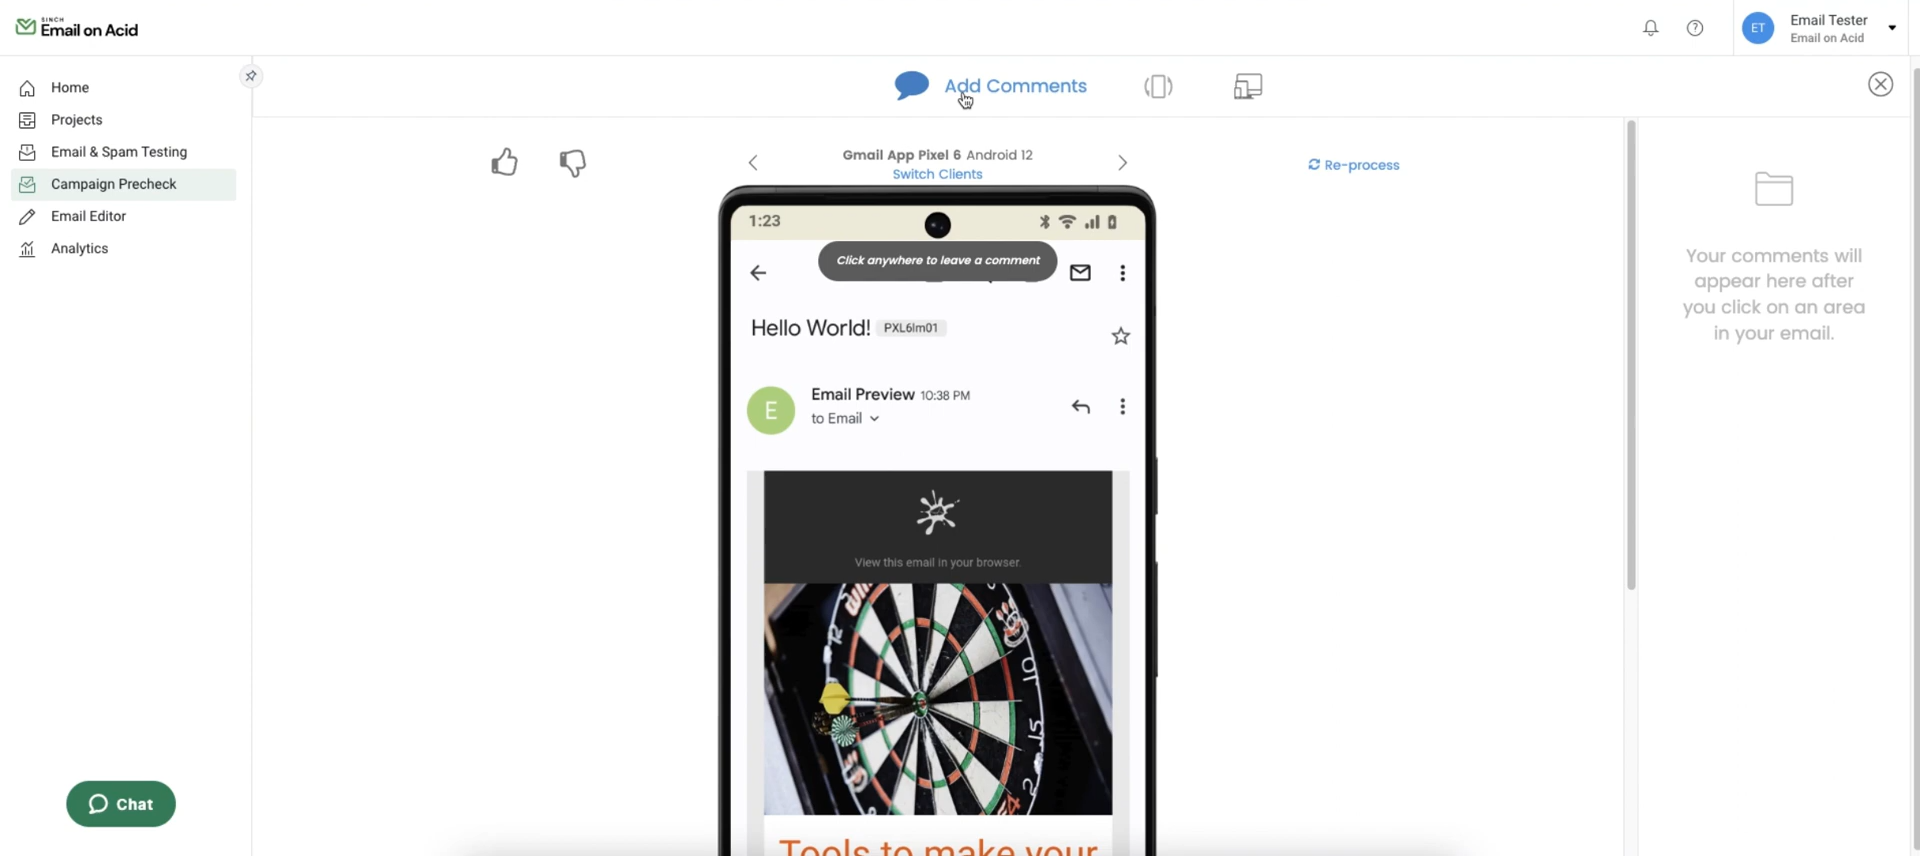 SINCH
Email on Acid
Email Tester
Email on Acid
ET
Home
Projects
Email & Spam Testing
Campaign Precheck
Email Editor
Analytics
Chat
Add Comments
Gmail App Pixel 6 Android 12
Switch Clients
Re-process
1:23
Click anywhere to leave a comment
Hello World! PXL6lm01
E
Email Preview 10:38 PM
to Email
View this email in your browser.
10
15
2
Tools to make your
Your comments will
appear here after
you click on an area
in your email.